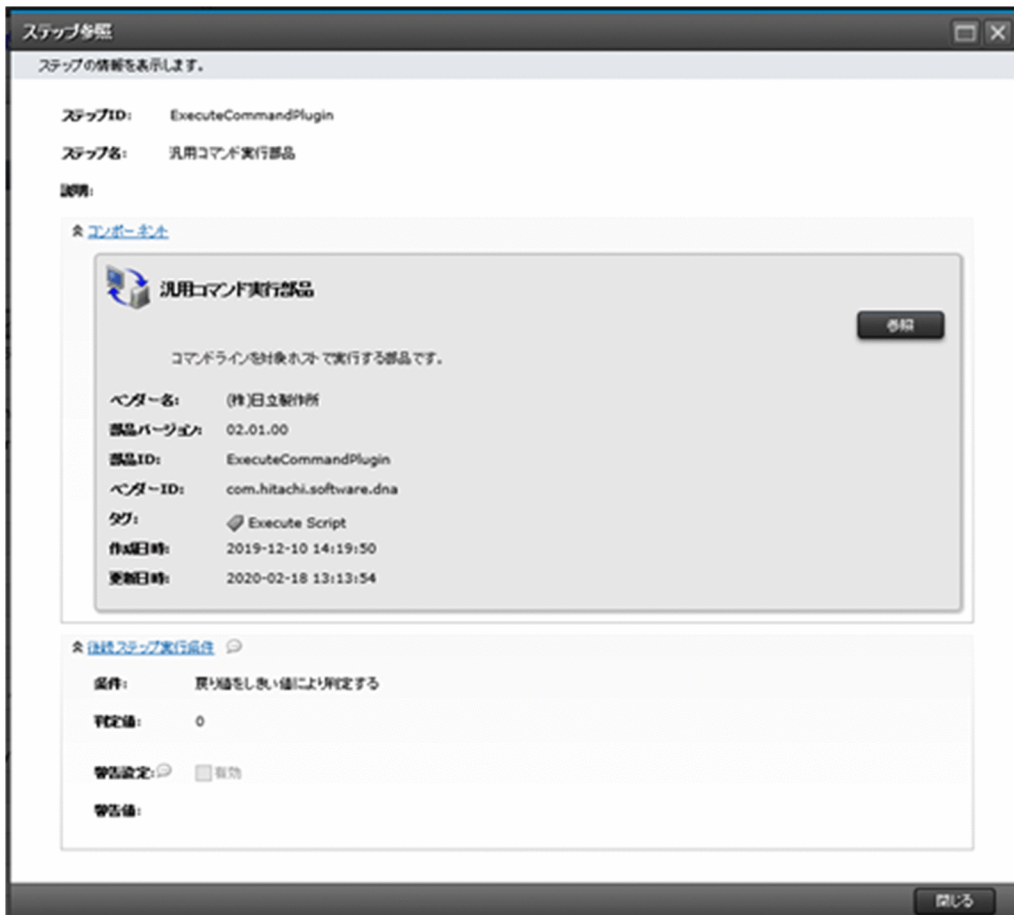 ステップ参照
ステップの情報を表示します。
ステップID: ExecuteCommandPlugin
ステップ名: 汎用コマンド実行部品
説明:
コンポーネント
汎用コマンド実行部品
参照
コマンドラインを対象ホストで実行する部品です。
ベンダー名: (株)日立製作所
部品バージョン: 02.01.00
部品ID: ExecuteCommandPlugin
ベンダーID: com.hitachi.software.dna
タグ: Execute Script
作成日時: 2019-12-10 14:19:50
更新日時: 2020-02-18 13:13:54
後続ステップ実行条件
条件: 戻り値をしきい値により判定する
判定値: 0
警告設定: 有効
警告値:
閉じる